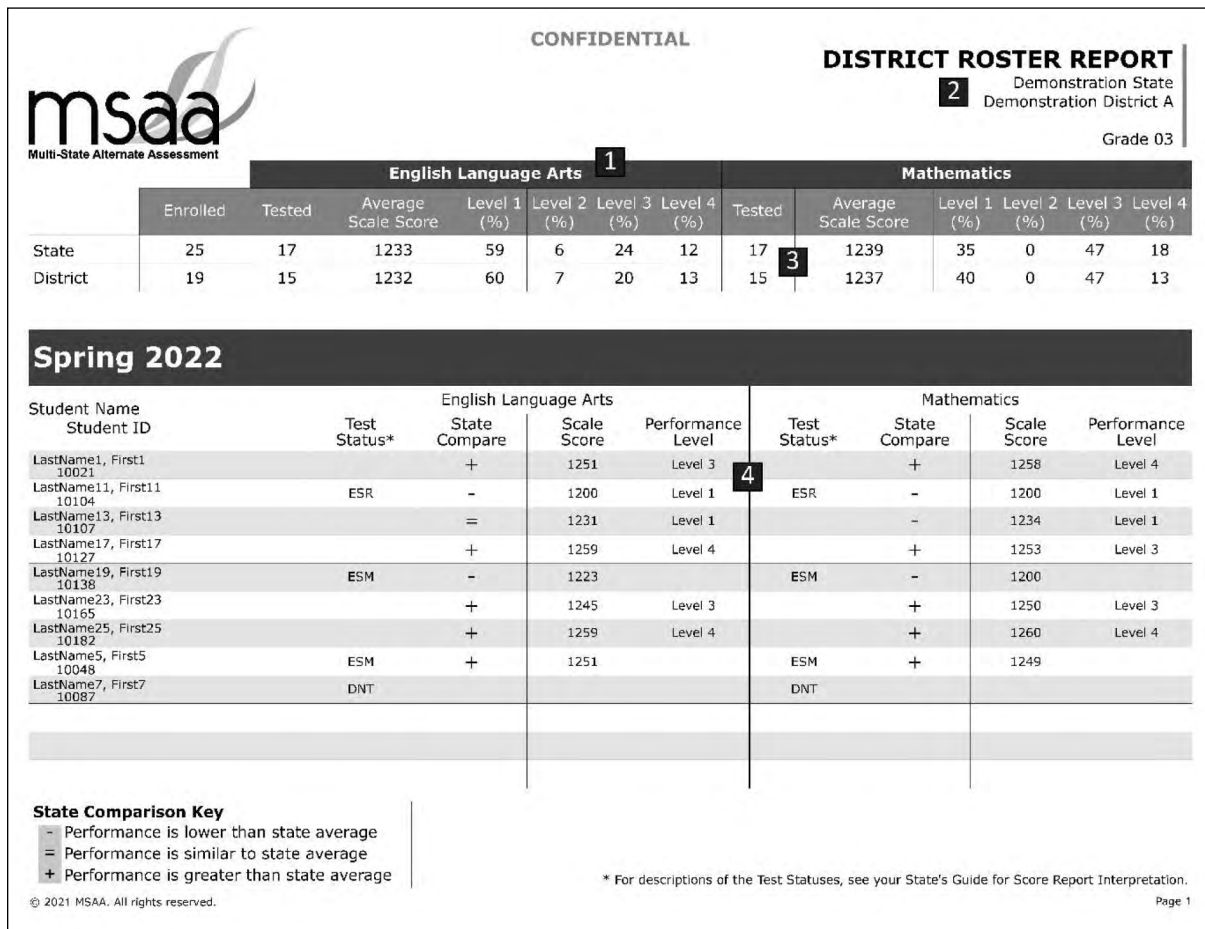 CONFIDENTIAL
DISTRICT ROSTER REPORT
2 Demonstration State
Demonstration District A
Grade 03
msaa
Multi-State Alternate Assessment
English Language Arts 1 Mathematics
Enrolled Tested Average Scale Score Level 1 (%) Level 2 (%) Level 3 (%) Level 4 (%) Tested Average Scale Score Level 1 (%) Level 2 (%) Level 3 (%) Level 4 (%)
State 25 17 1233 59 6 24 12 17 1239 35 0 47 18
3
District 19 15 1232 60 7 20 13 15 1237 40 0 47 13
Spring 2022
English Language Arts Mathematics
Student Name
Student ID Test Status* State Compare Scale Score Performance Level Test Status* State Compare Scale Score Performance Level
LastName1, First1 + 1251 Level 3 + 1258 Level 4
10021
4
LastName11, First11 ESR - 1200 Level 1 ESR - 1200 Level 1
10104
LastName13, First13 = 1231 Level 1 - 1234 Level 1
10107
LastName17, First17 + 1259 Level 4 + 1253 Level 3
10127
LastName19, First19 ESM - 1223 ESM - 1200
10138
LastName23, First23 + 1245 Level 3 + 1250 Level 3
10165
LastName25, First25 + 1259 Level 4 + 1260 Level 4
10182
LastName5, First5 ESM + 1251 ESM + 1249
10048
LastName7, First7 DNT DNT
10087
State Comparison Key
- Performance is lower than state average
= Performance is similar to state average
+ Performance is greater than state average
* For descriptions of the Test Statuses, see your State's Guide for Score Report Interpretation.
© 2021 MSAA. All rights reserved.
Page 1